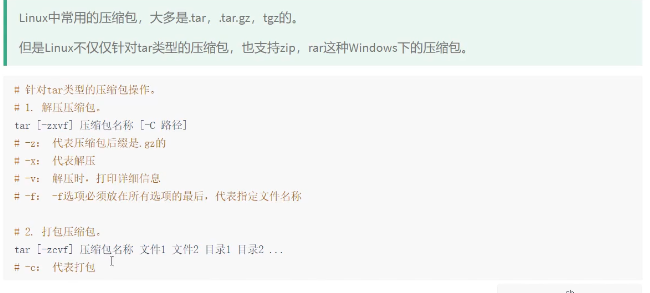 Linux中常用的压缩包，大多是.tar，.tar.gz，tgz的。
但是Linux不仅仅针对tar类型的压缩包，也支持zip，rar这种Windows下的压缩包。
# 针对tar类型的压缩包操作。
# 1. 解压压缩包。
tar [-zxvf] 压缩包名称 [-C 路径]
# -z： 代表压缩包后缀是.gz的
# -x： 代表解压
# -v： 解压时，打印详细信息
# -f： -f选项必须放在所有选项的最后，代表指定文件名称
# 2. 打包压缩包。
tar [-zcvf] 压缩包名称 文件1 文件2 目录1 目录2 ...
# -c： 代表打包